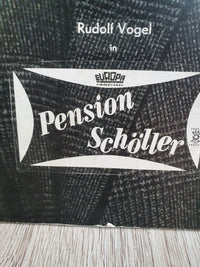 Rudolf Vogel
in
EUROPA
Pension
Schöller